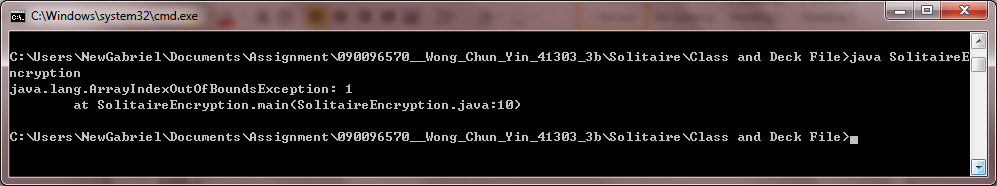 C:\Windows\system32\cmd.exe
C:\Users\NewGabriel\Documents\Assignment\090096570__Wong_Chun_Yin_41303_3b\Solitaire\Class and Deck File>java SolitaireE
ncryption
java.lang.ArrayIndexOutOfBoundsException: 1
at SolitaireEncryption.main(SolitaireEncryption.java:10)
C:\Users\NewGabriel\Documents\Assignment\090096570__Wong_Chun_Yin_41303_3b\Solitaire\Class and Deck File>